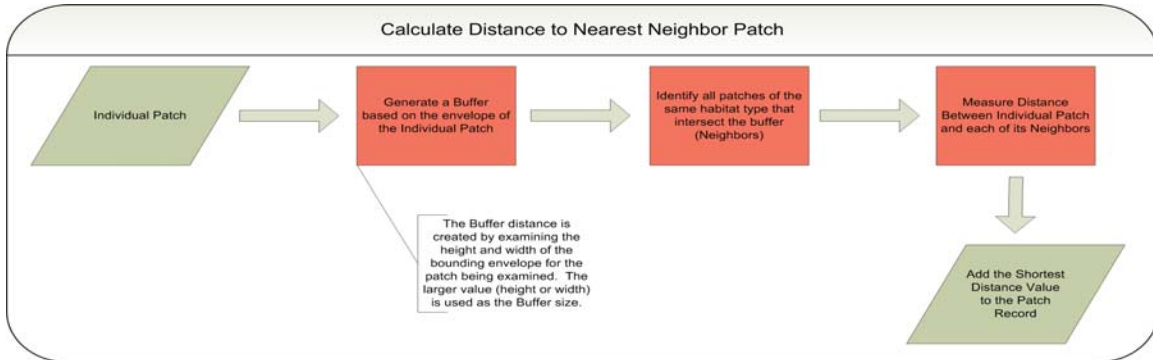 Calculate Distance to Nearest Neighbor Patch
Individual Patch
Generate a Buffer
based on the envelope of
the Individual Patch
Identify all patches of the
same habitat type that
intersect the buffer
(Neighbors)
Measure Distance
Between Individual Patch
and each of its Neighbors
The Buffer distance is
created by examining the
height and width of the
bounding envelope for the
patch being examined. The
larger value (height or width)
is used as the Buffer size.
Add the Shortest
Distance Value
to the Patch
Record